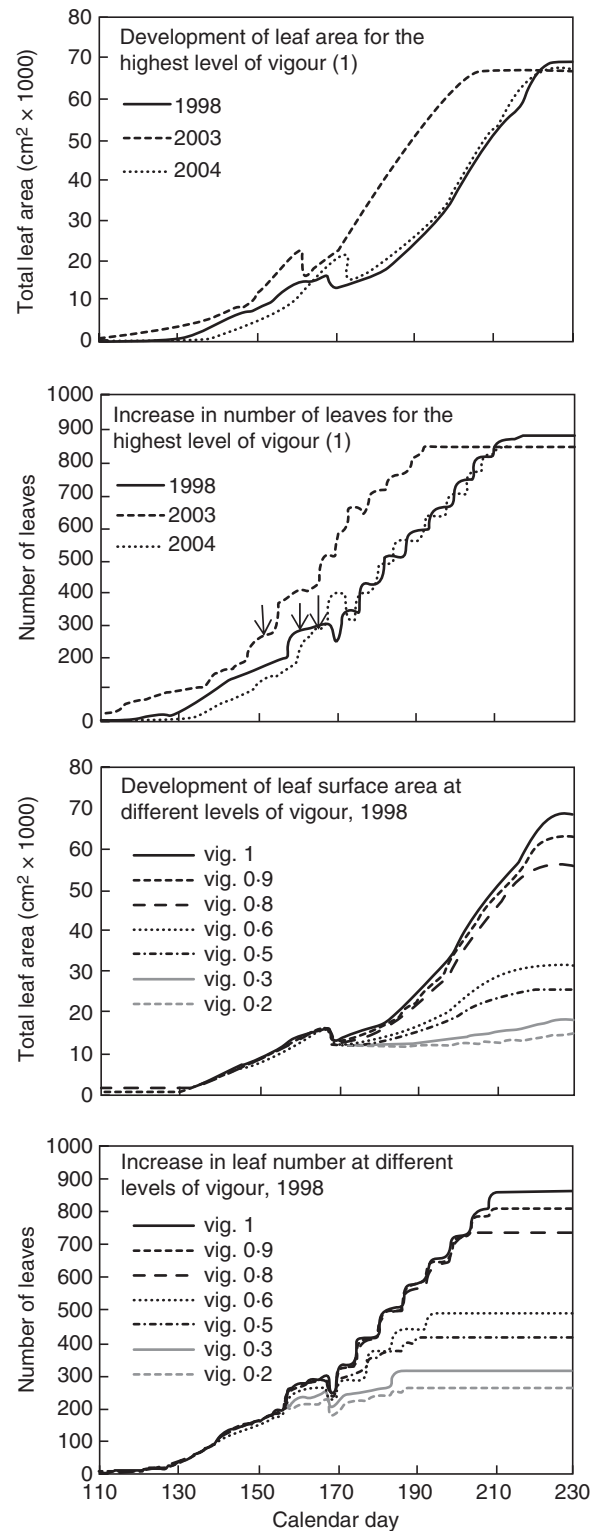 Development of leaf area for the
highest level of vigour (1)
1998
2003
2004
Total leaf area (cm² × 1000)
80
70
60
50
40
30
20
10
0
Increase in number of leaves for the
highest level of vigour (1)
1998
2003
2004
Number of leaves
1000
900
800
700
600
500
400
300
200
0
Development of leaf surface area at
different levels of vigour, 1998
vig. 1
vig. 0·9
vig. 0·8
vig. 0·6
vig. 0·5
vig. 0·3
vig. 0·2
Total leaf area (cm² × 1000)
80
70
60
50
40
30
20
10
0
Increase in leaf number at different
levels of vigour, 1998
vig. 1
vig. 0·9
vig. 0·8
vig. 0·6
vig. 0·5
vig. 0·3
vig. 0·2
Number of leaves
1000
900
800
700
600
500
400
300
200
100
0
110 130 150 170 190 210 230
Calendar day